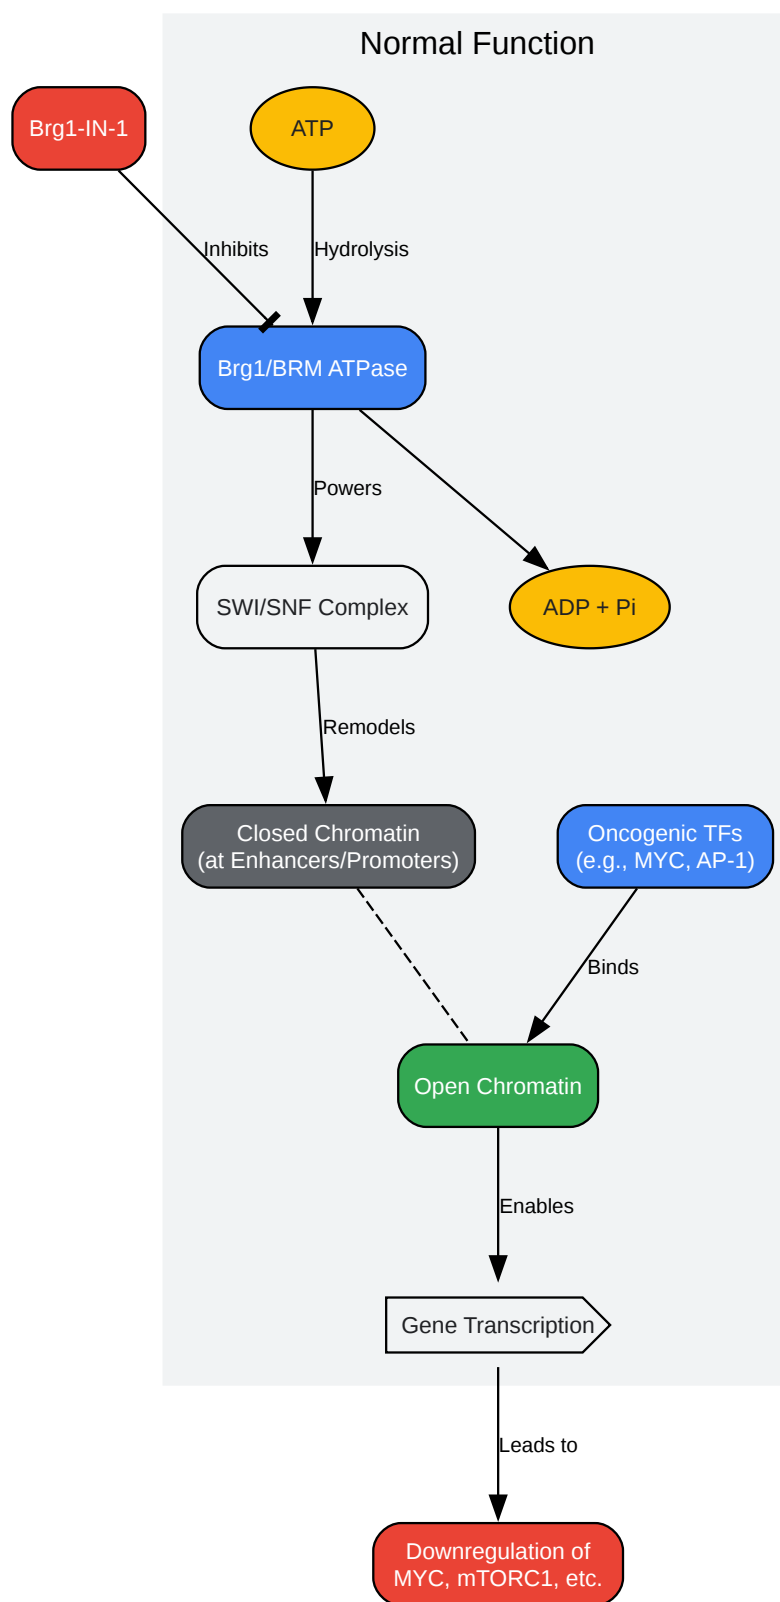 Normal Function
Brg1-IN-1
ATP
Inhibits
Hydrolysis
Brg1/BRM ATPase
Powers
SWI/SNF Complex
ADP + Pi
Remodels
Closed Chromatin
(at Enhancers/Promoters)
Oncogenic TFs
(e.g., MYC, AP-1)
Binds
Open Chromatin
Enables
Gene Transcription
Leads to
Downregulation of
MYC, mTORC1, etc.